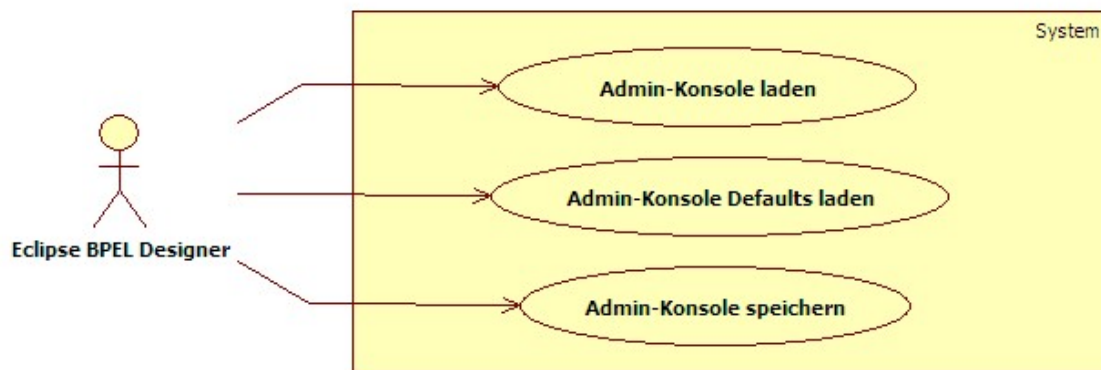 System
Admin-Konsole laden
Admin-Konsole Defaults laden
Eclipse BPEL Designer
Admin-Konsole speichern